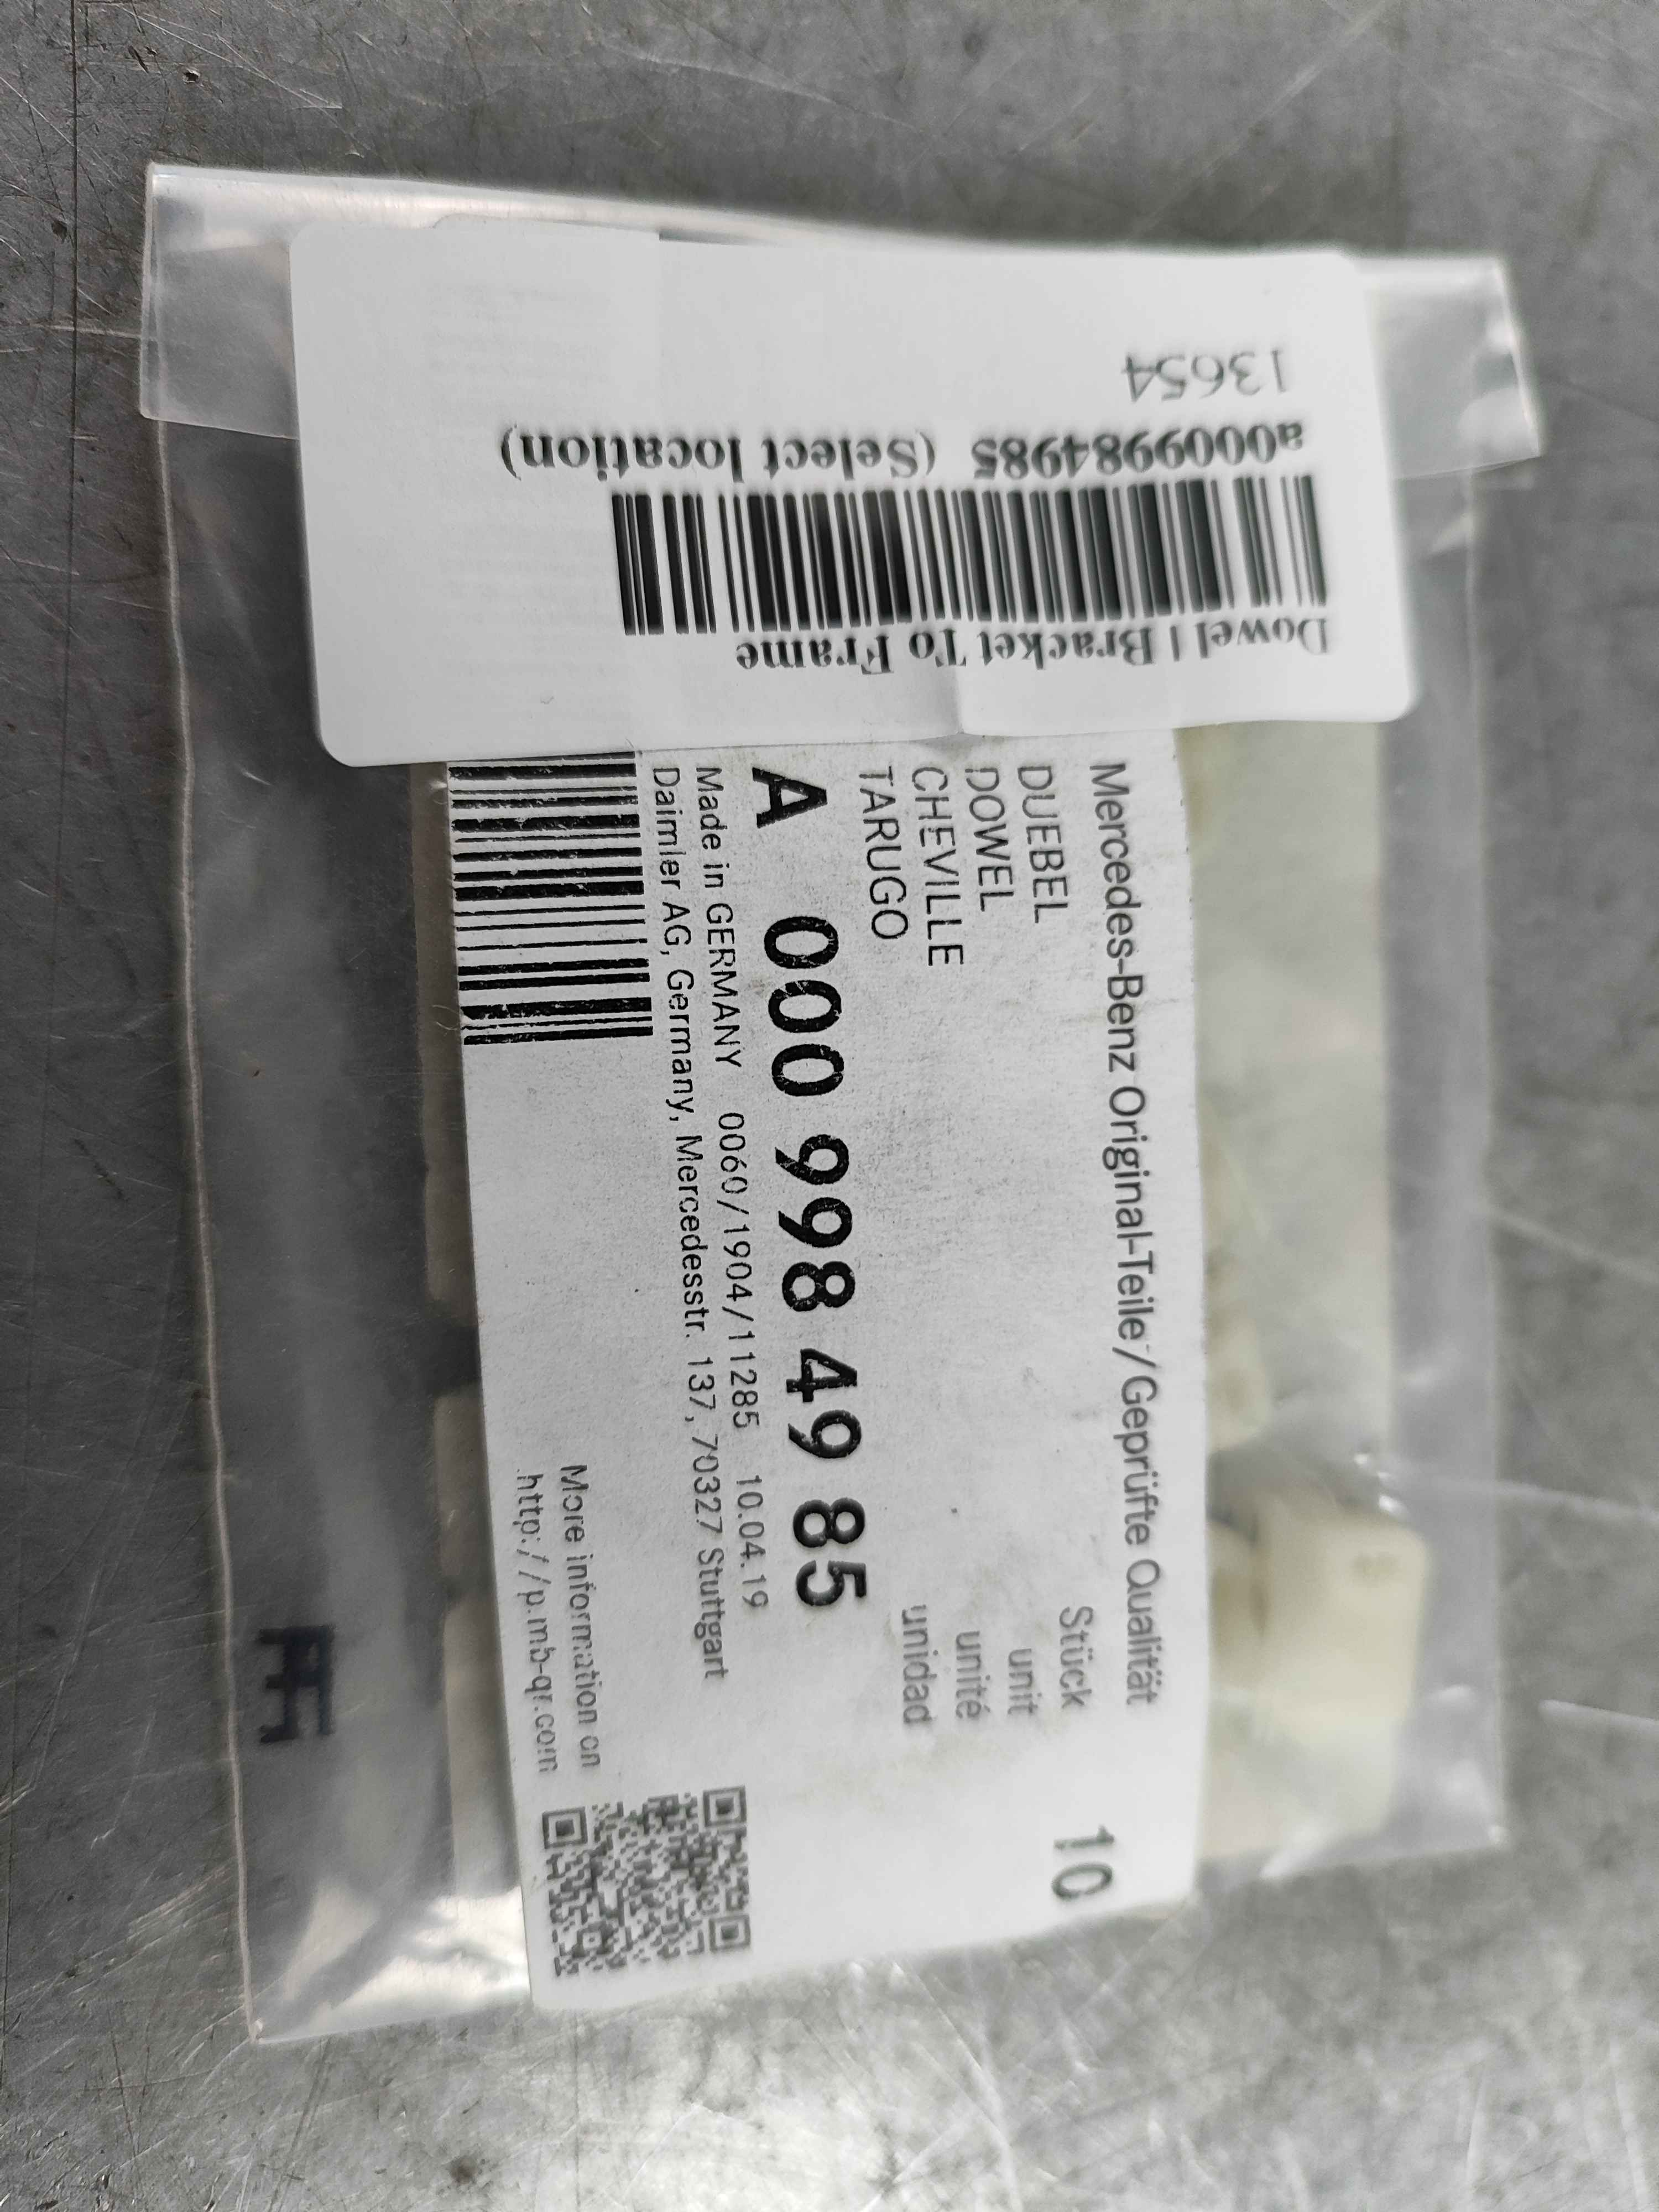 Dowel | Bracket To Frame
a0009984985 (Select location)
13654
Mercedes-Benz Original-Teile / Geprüfte Qualität
DUEBEL
DOWEL
CHEVILLE
TARUGO
Stück 10
unit
unité
unidad
A 000 998 49 85
Made in GERMANY 0060/1904/11285 10.04.19
Daimler AG, Germany, Mercedesstr. 137, 70327 Stuttgart
More information on
http://p.mb-qr.com